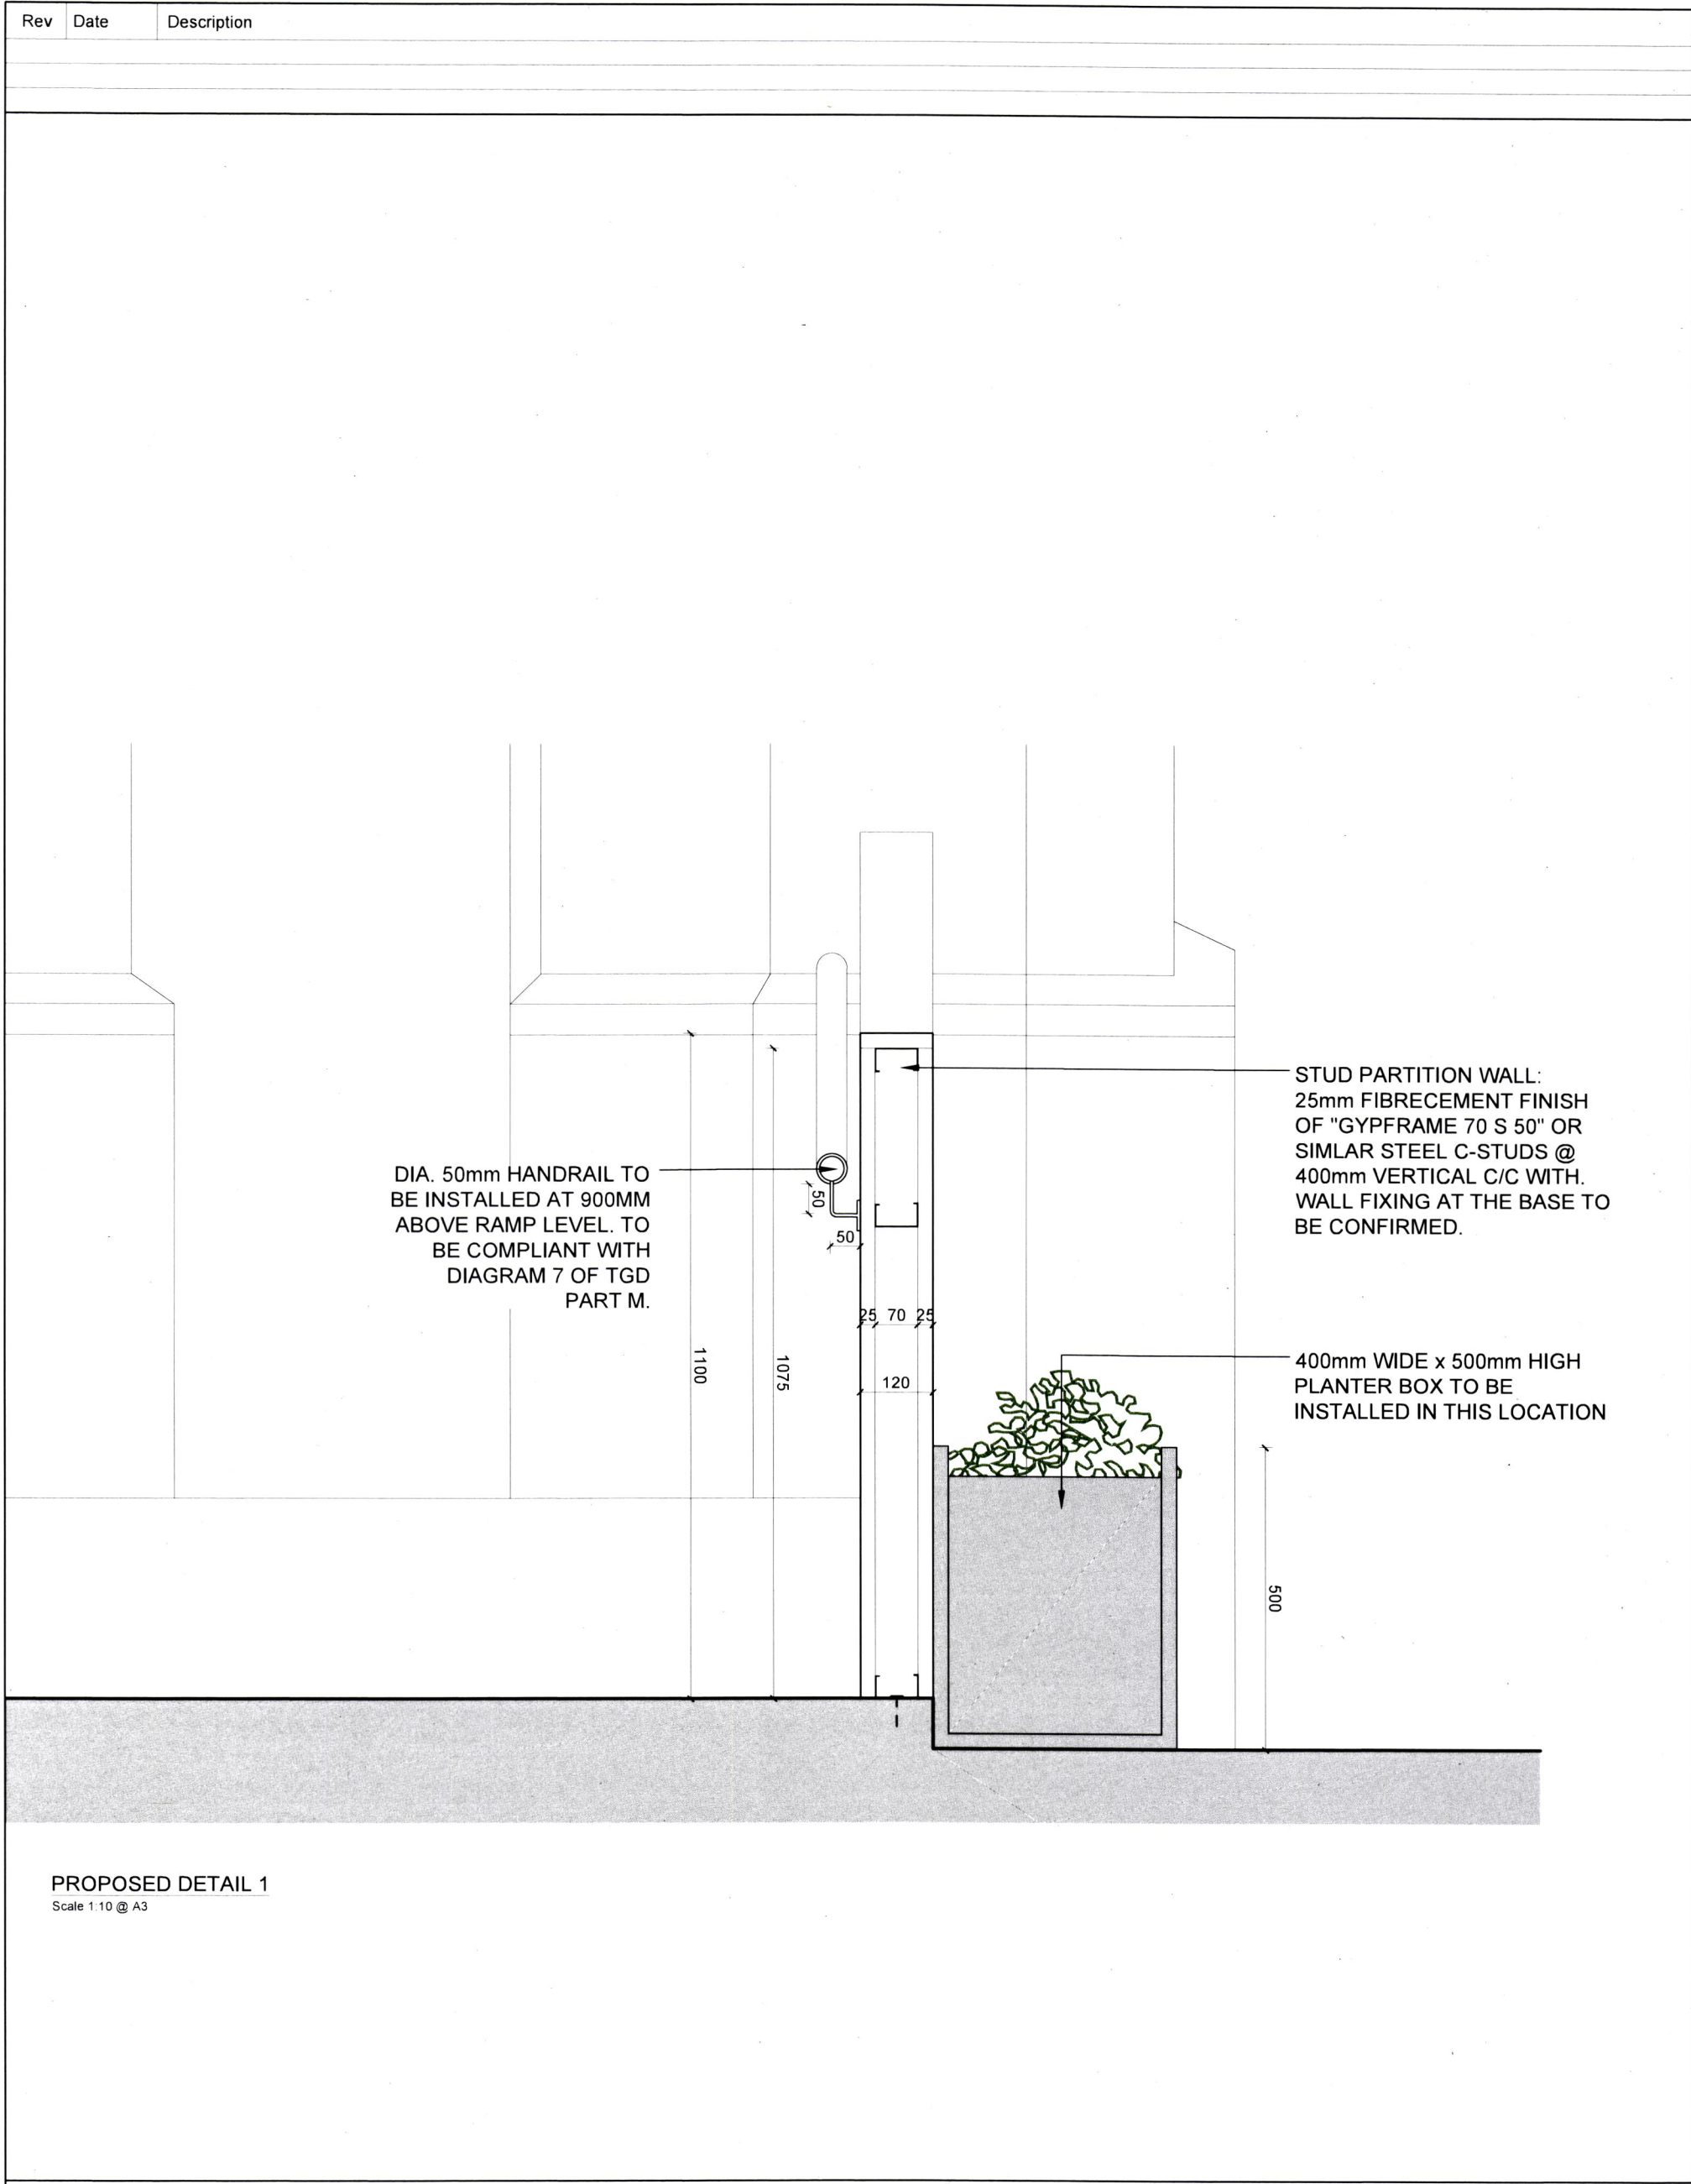 Rev Date Description
DIA. 50mm HANDRAIL TO
BE INSTALLED AT 900MM
ABOVE RAMP LEVEL. TO
BE COMPLIANT WITH
DIAGRAM 7 OF TGD
PART M.
50
50
STUD PARTITION WALL:
25mm FIBRECEMENT FINISH
OF "GYPFRAME 70 S 50" OR
SIMLAR STEEL C-STUDS @
400mm VERTICAL C/C WITH.
WALL FIXING AT THE BASE TO
BE CONFIRMED.
25 70 25
1100
1075
120
400mm WIDE x 500mm HIGH
PLANTER BOX TO BE
INSTALLED IN THIS LOCATION
500
PROPOSED DETAIL 1
Scale 1:10 @ A3